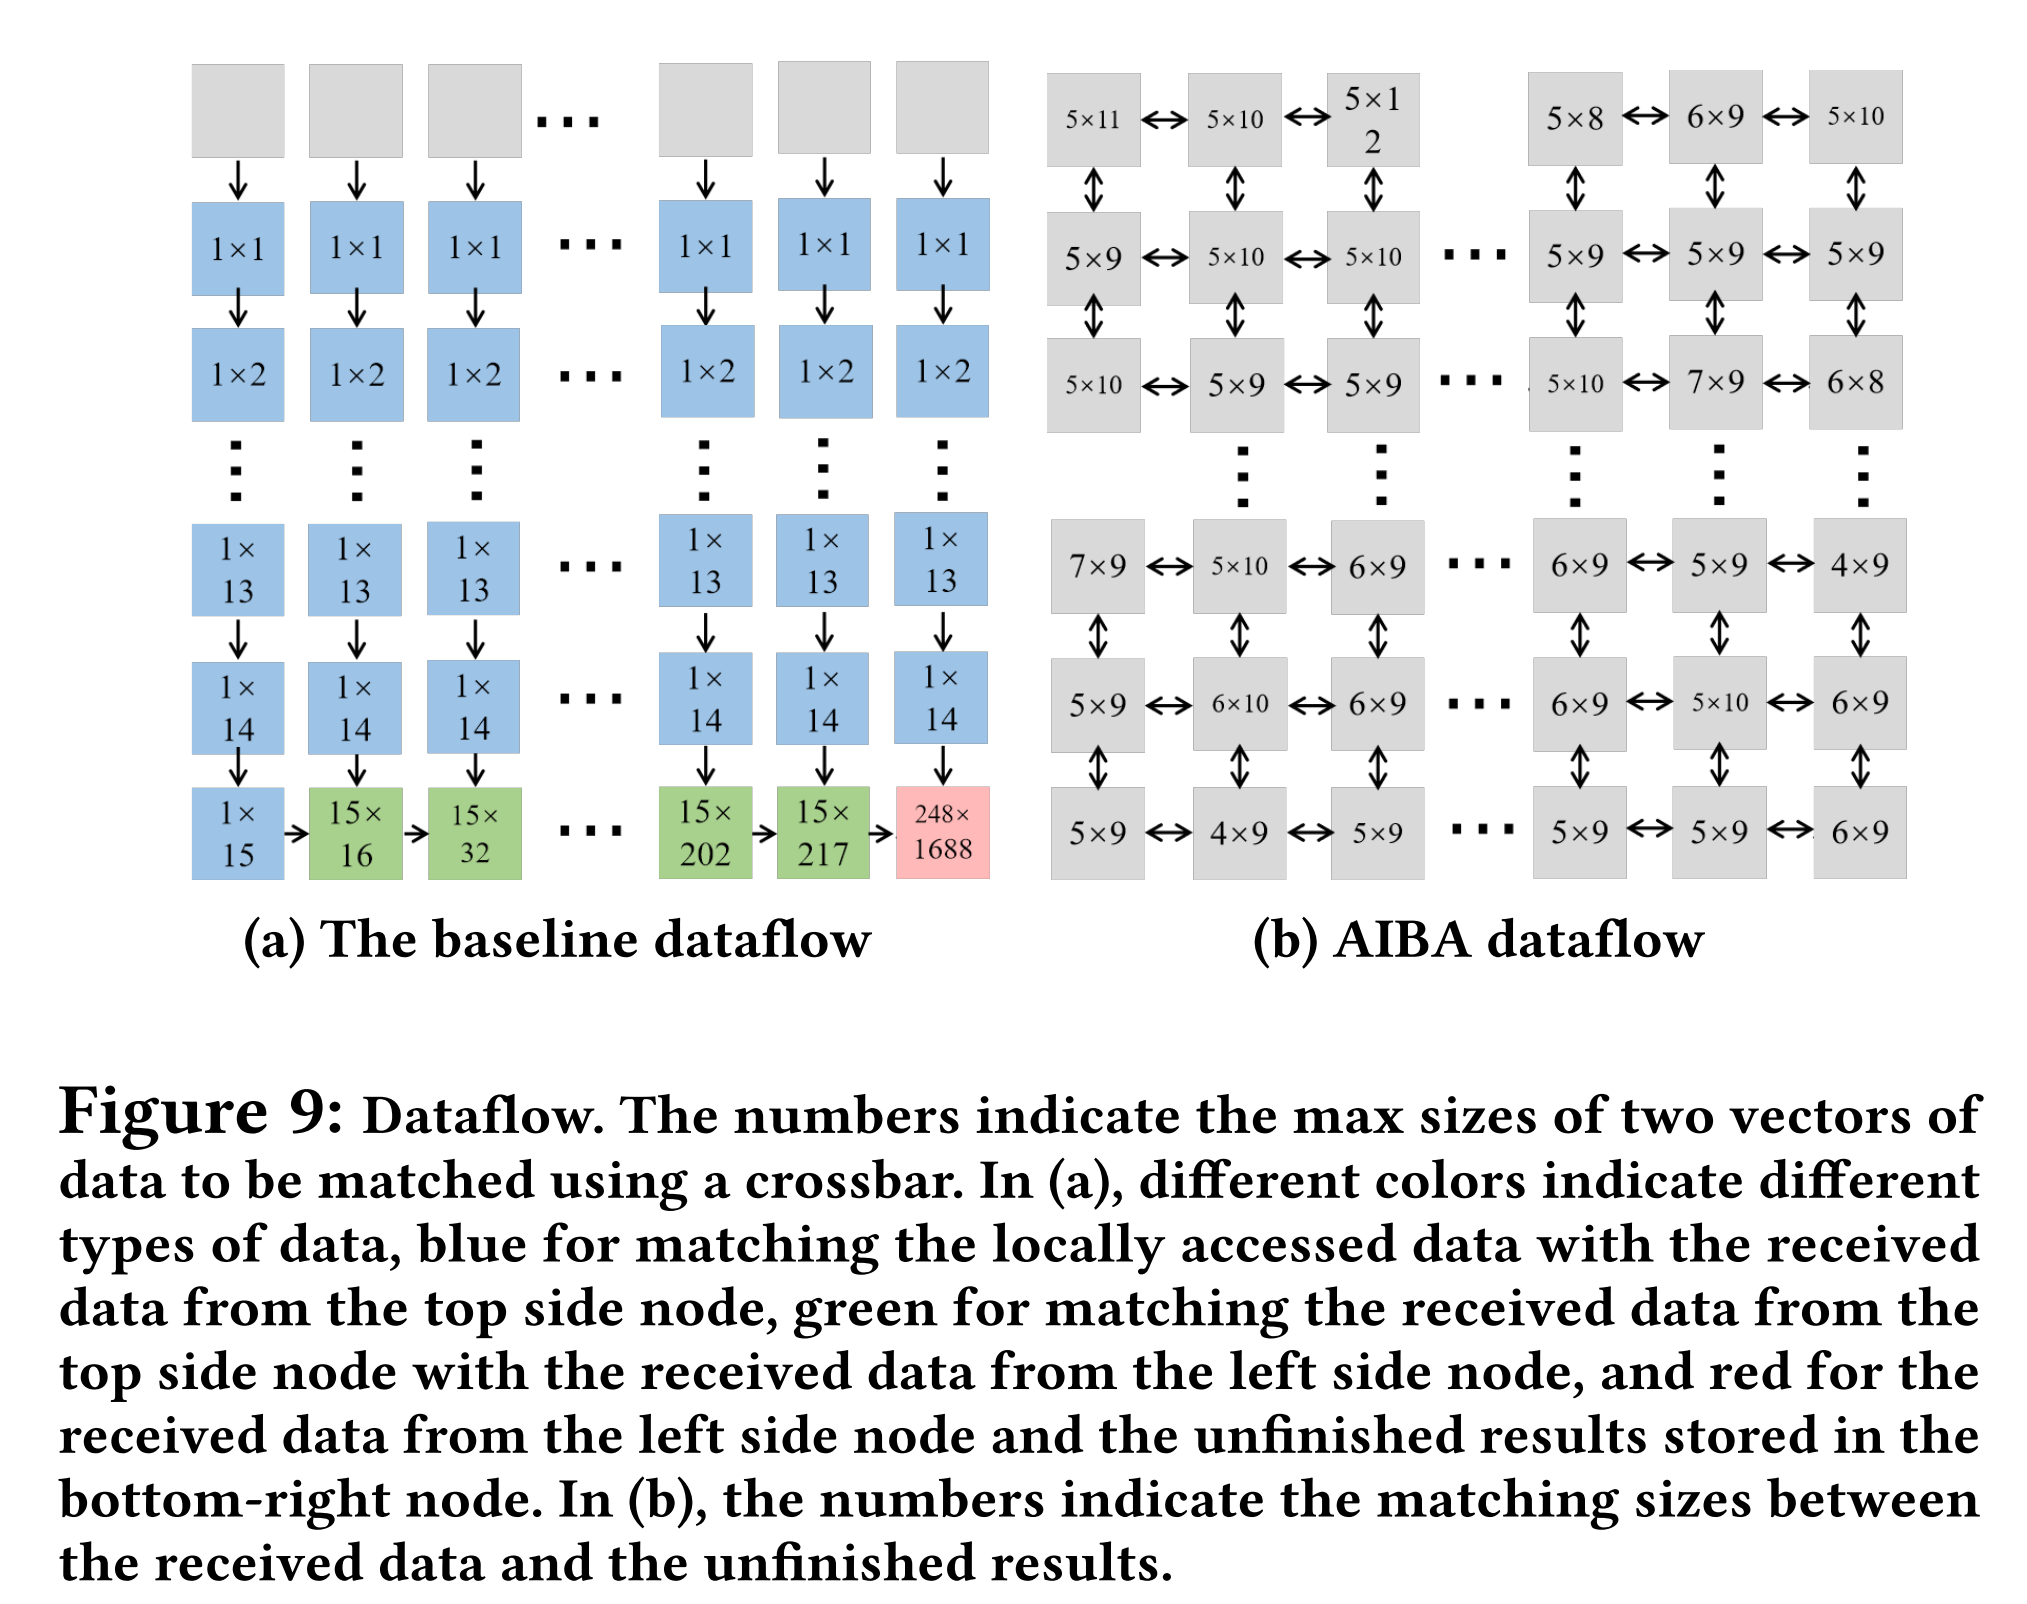 5×11 5×10 5×1
2 5×8 6×9 5×10
1×1 1×1 1×1 ... 1×1 1×1 1×1
5×9 5×10 5×10 ... 5×9 5×9 5×9
1×2 1×2 1×2 ... 1×2 1×2 1×2
5×10 5×9 5×9 ... 5×10 7×9 6×8
1× 1× 1× ... 1× 1× 1×
13 13 13 13 13 13
7×9 5×10 6×9 ... 6×9 5×9 4×9
1× 1× 1× ... 1× 1× 1×
14 14 14 14 14 14
5×9 6×10 6×9 ... 6×9 5×10 6×9
1× 15× 15× ... 15× 15× 248×
15 16 32 202 217 1688
5×9 4×9 5×9 ... 5×9 5×9 6×9
(a) The baseline dataflow
(b) AIBA dataflow
Figure 9: Dataflow. The numbers indicate the max sizes of two vectors of
data to be matched using a crossbar. In (a), different colors indicate different
types of data, blue for matching the locally accessed data with the received
data from the top side node, green for matching the received data from the
top side node with the received data from the left side node, and red for the
received data from the left side node and the unfinished results stored in the
bottom-right node. In (b), the numbers indicate the matching sizes between
the received data and the unfinished results.